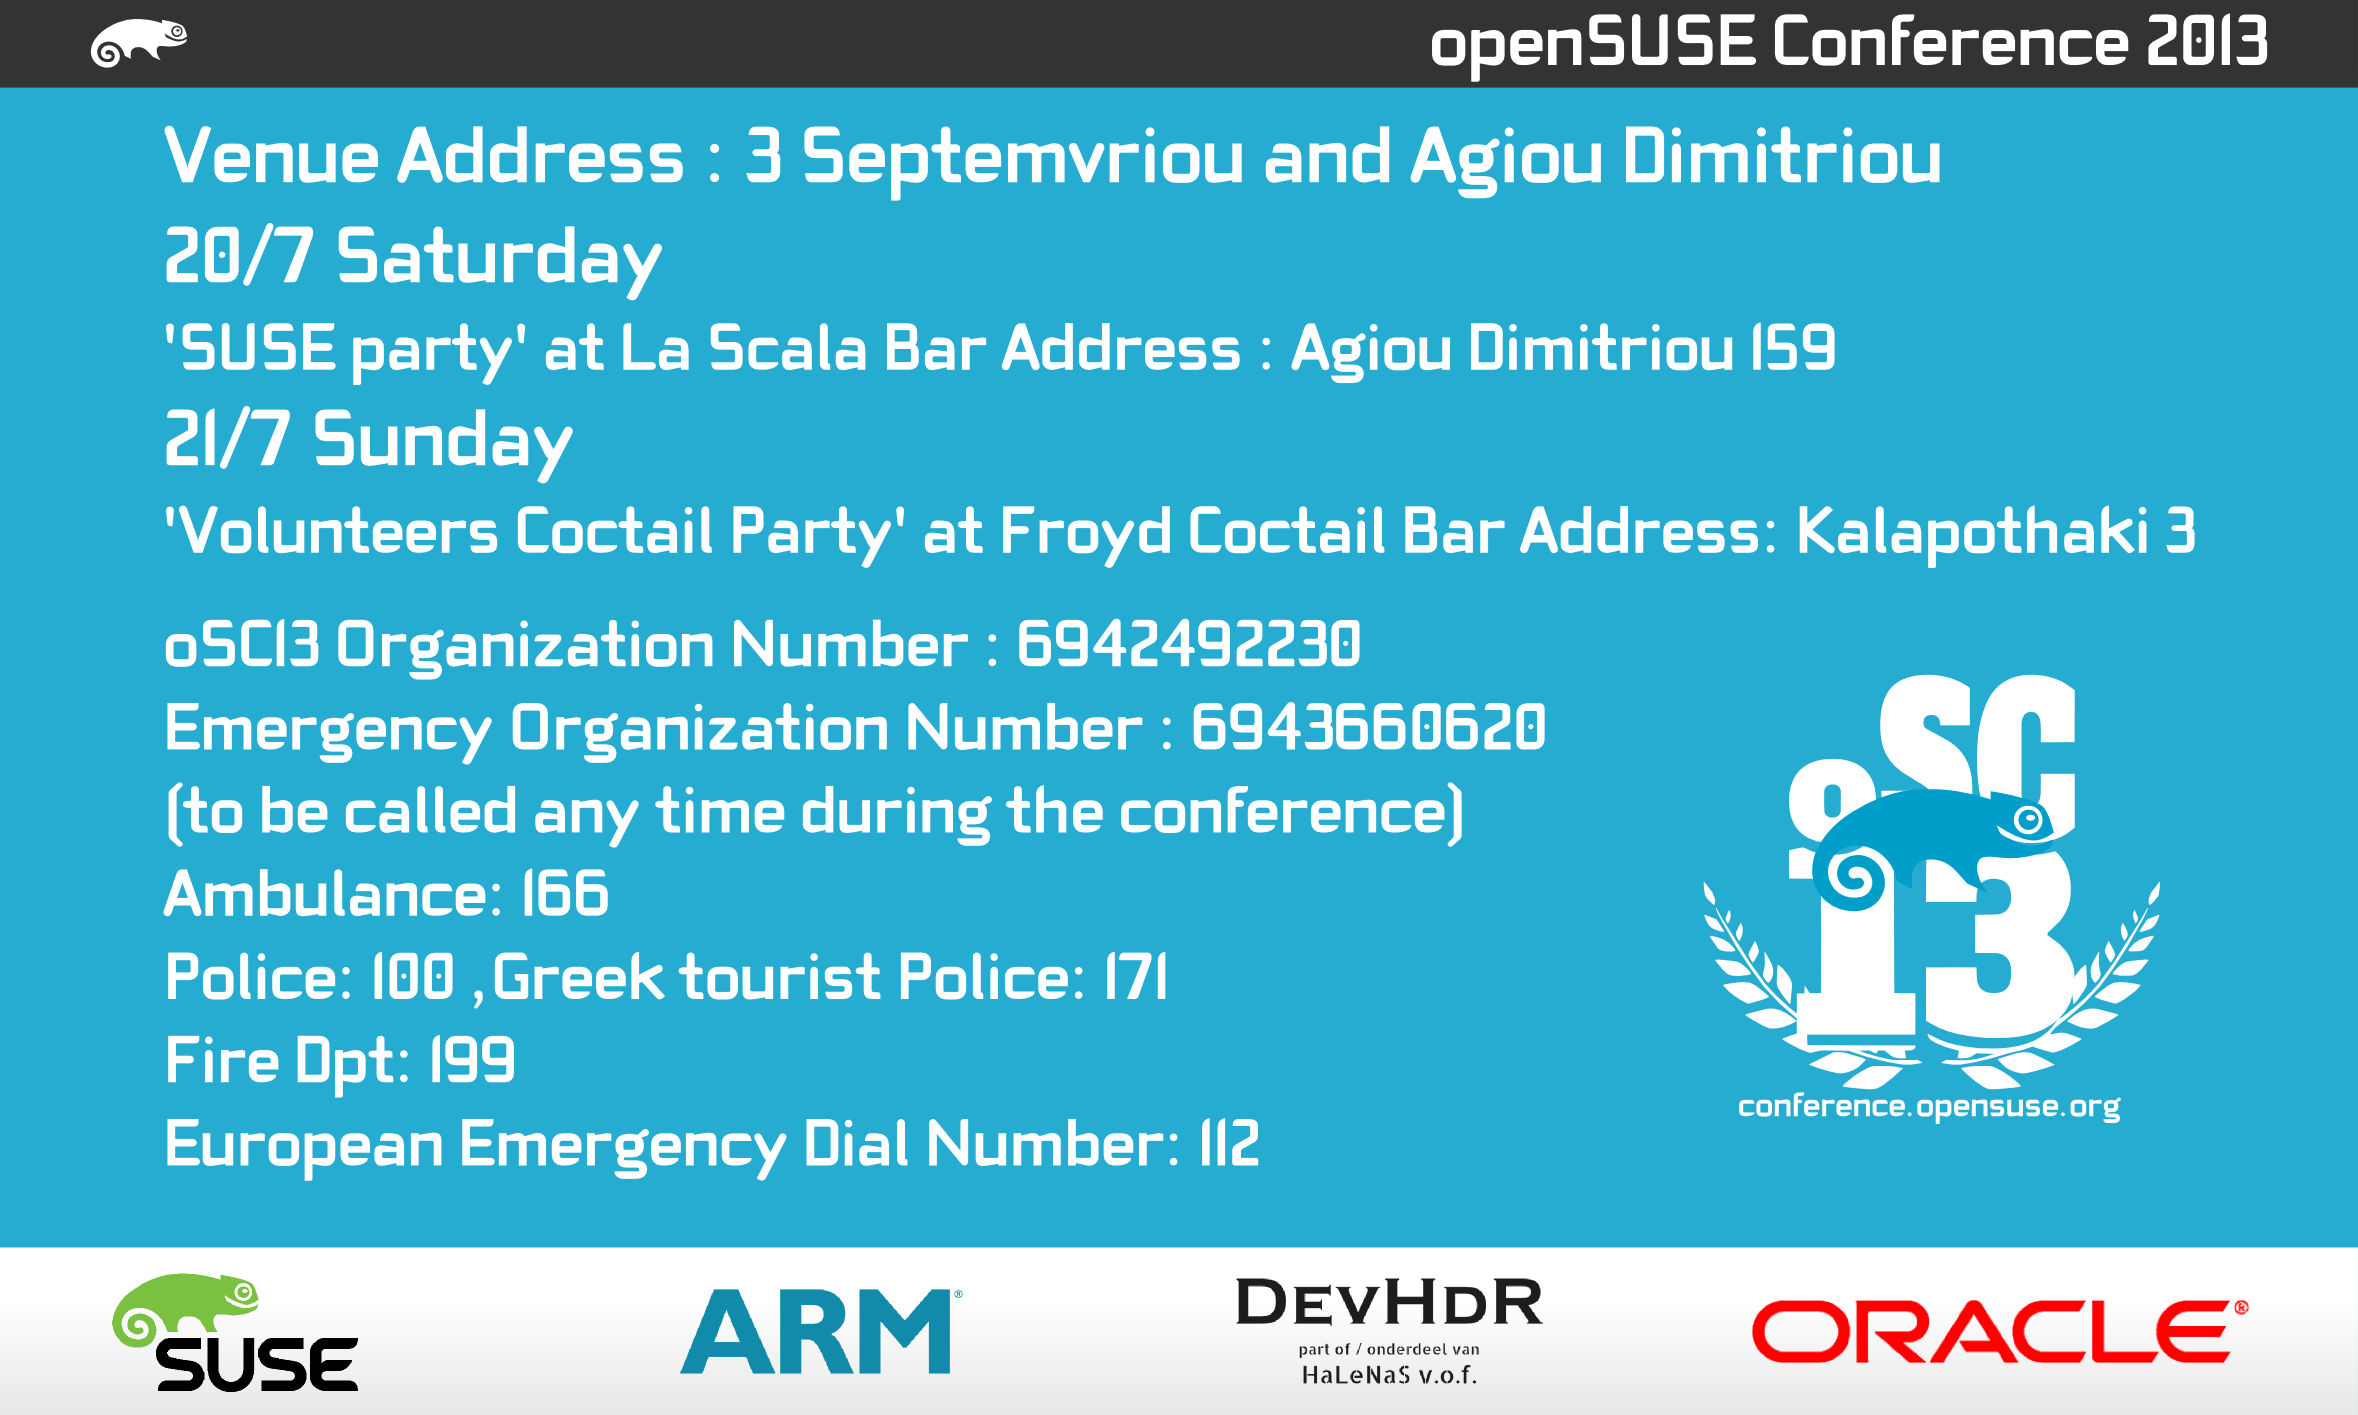 openSUSE Conference 2013
Venue Address : 3 Septemvriou and Agiou Dimitriou
20/7 Saturday
'SUSE party' at La Scala Bar Address : Agiou Dimitriou 159
21/7 Sunday
'Volunteers Coctail Party' at Froyd Coctail Bar Address: Kalapothaki 3
oSC13 Organization Number : 6942492230
Emergency Organization Number : 6943660620
(to be called any time during the conference)
Ambulance: 166
Police: 100 ,Greek tourist Police: 171
Fire Dpt: 199
European Emergency Dial Number: 112
oSC
13
conference.opensuse.org
SUSE
ARM®
DEVHDR
part of / onderdeel van
HaLeNaS v.o.f.
ORACLE®